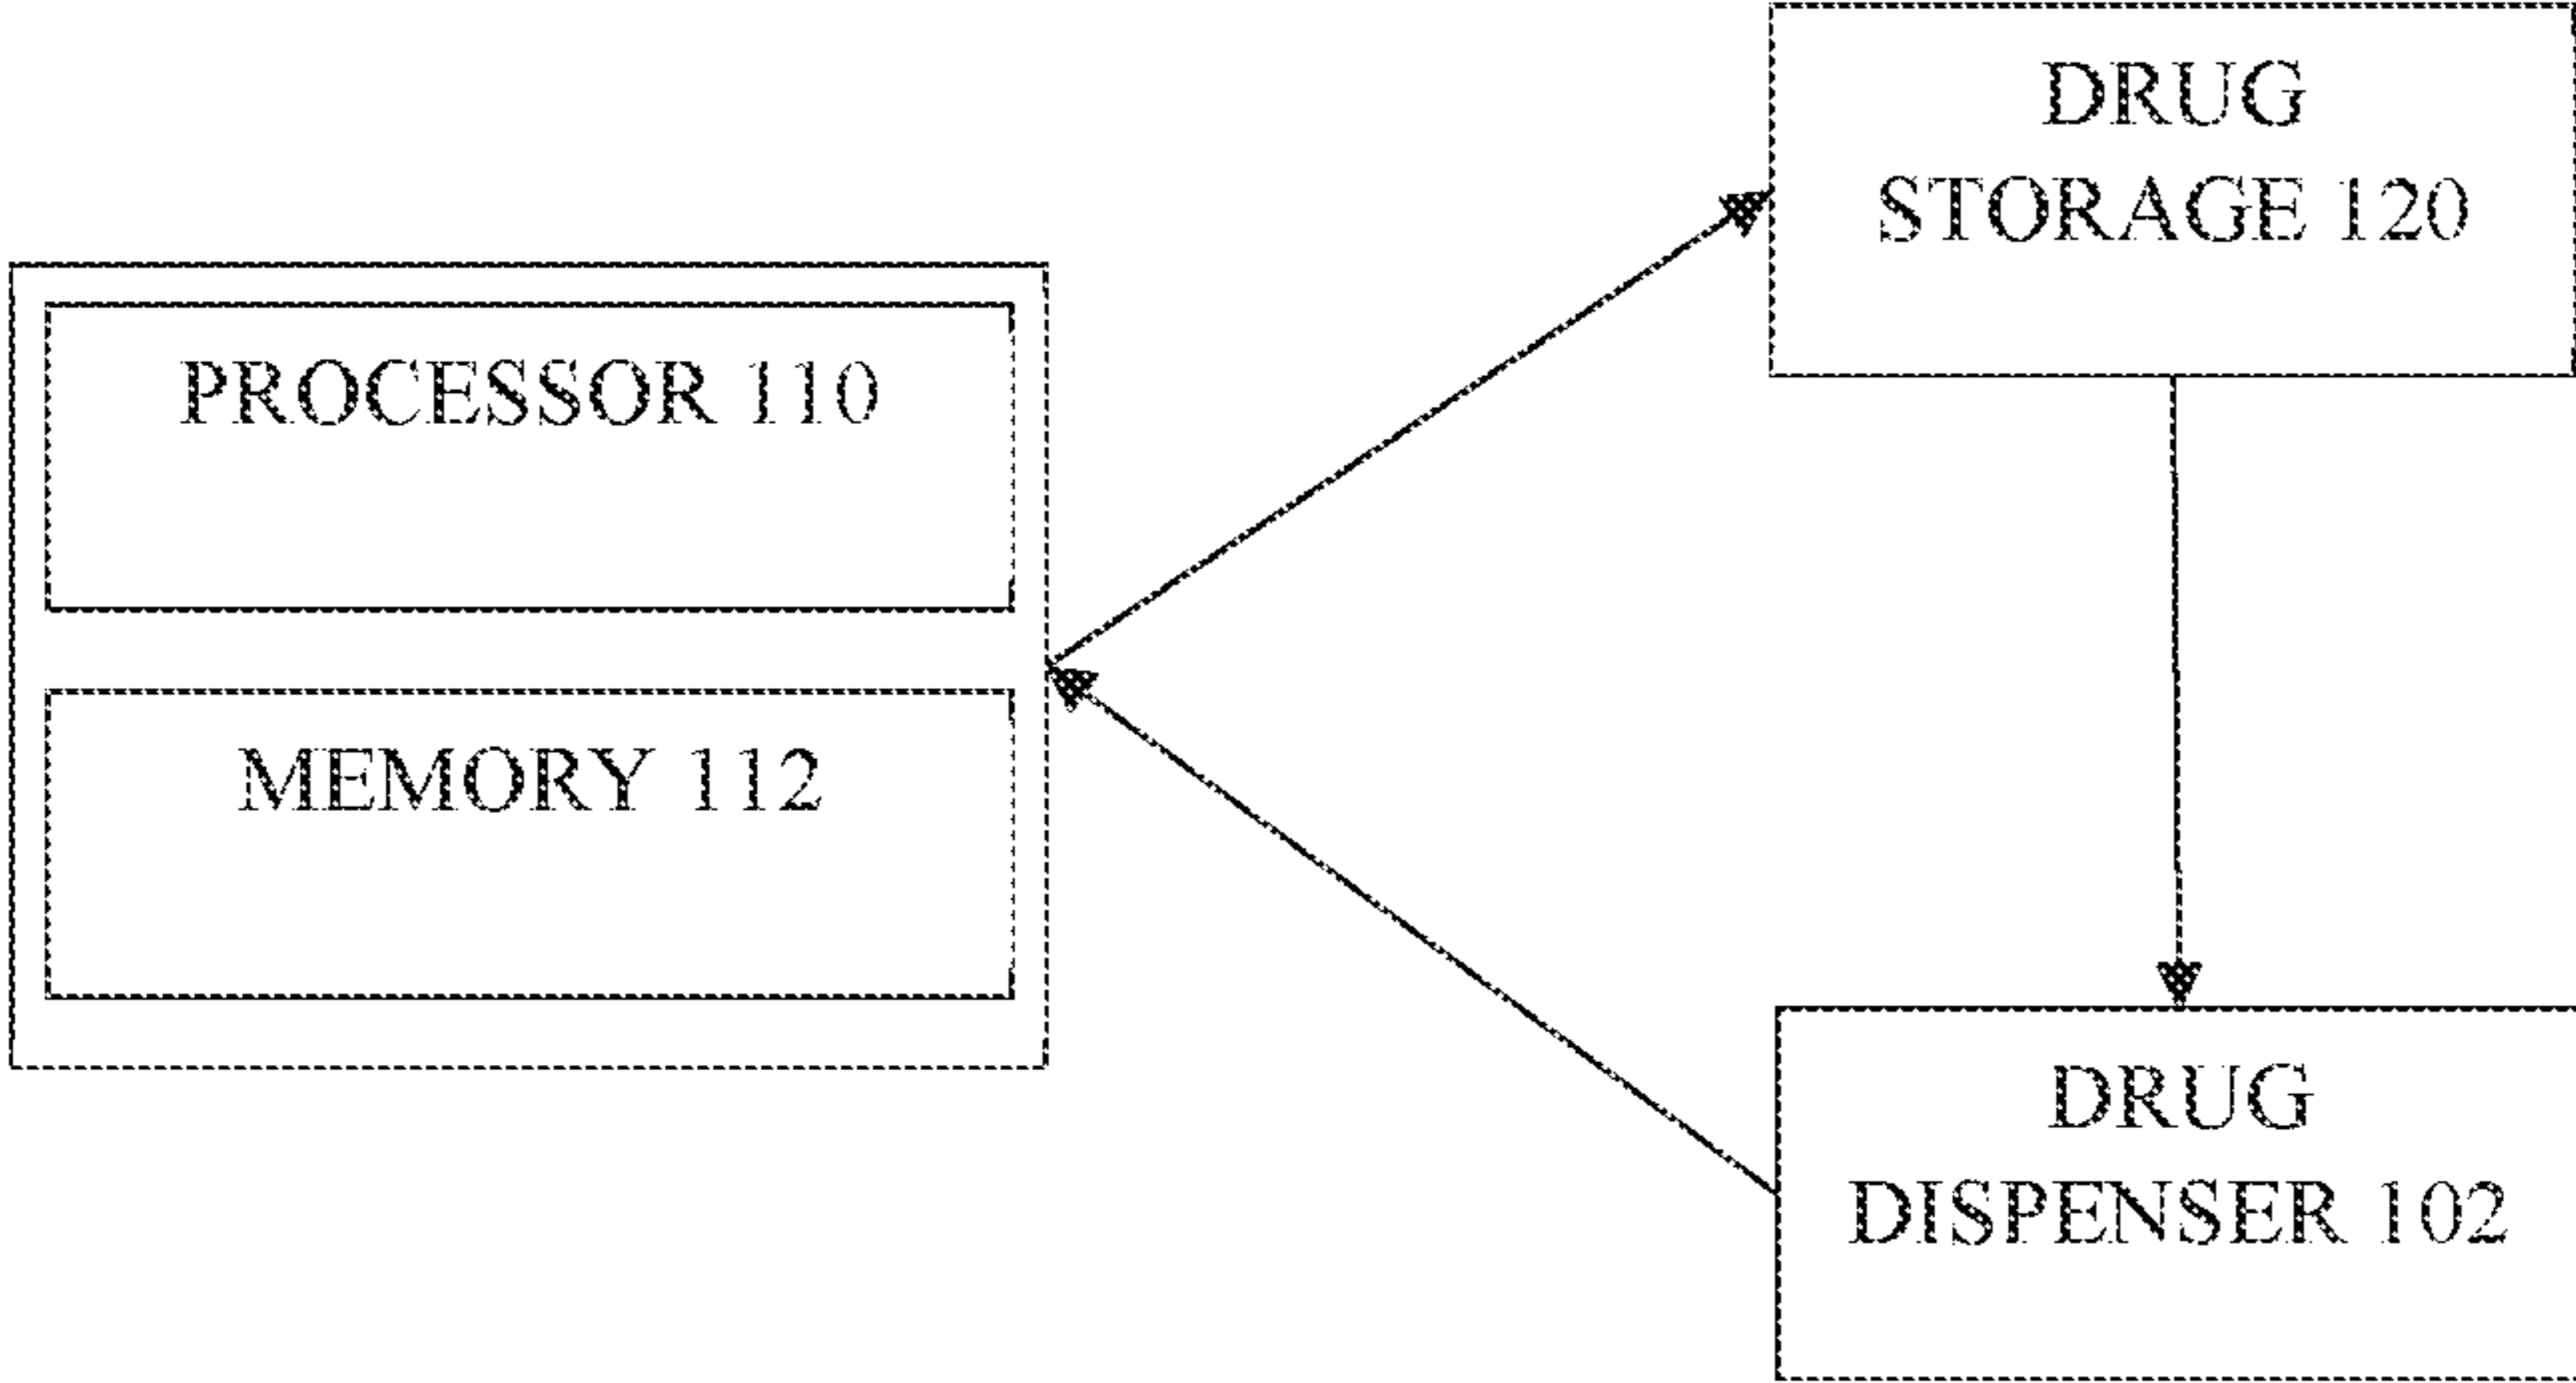 PROCESSOR 110
MEMORY 112
DRUG
STORAGE 120
DRUG
DISPENSER 102